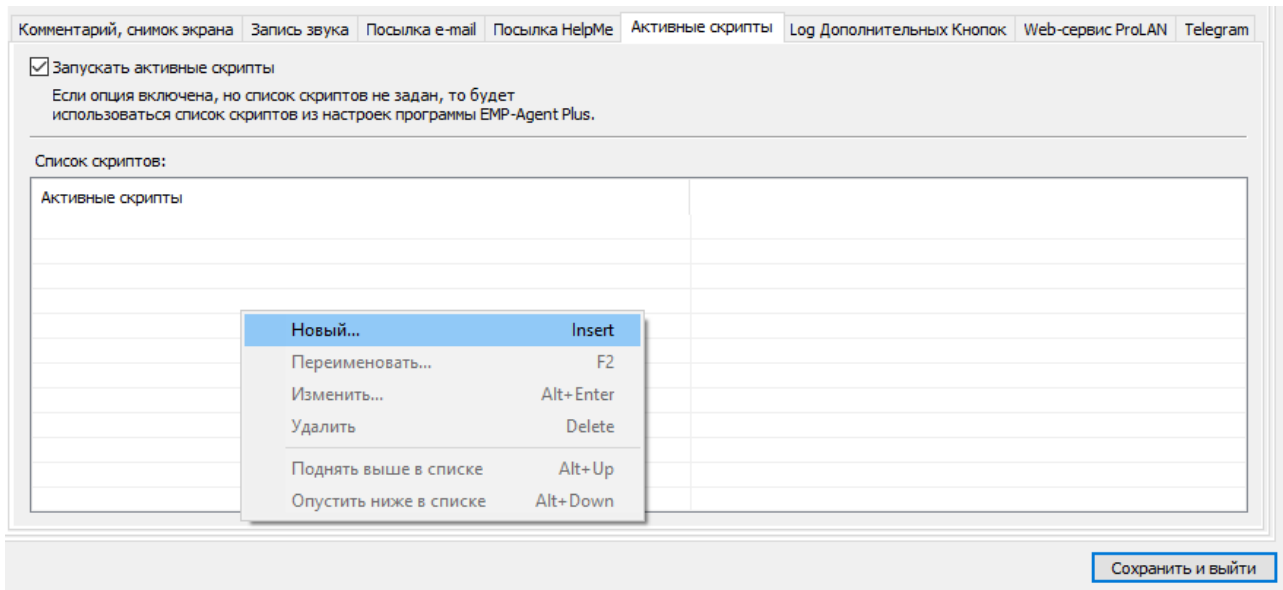 Комментарий, снимок экрана Запись звука Посылка e-mail Посылка HelpMe Активные скрипты Log Дополнительных Кнопок Web-сервис ProLAN Telegram
Запускать активные скрипты
Если опция включена, но список скриптов не задан, то будет
использоваться список скриптов из настроек программы EMP-Agent Plus.
Список скриптов:
Активные скрипты
Новый... Insert
Переименовать... F2
Изменить... Alt+Enter
Удалить Delete
Поднять выше в списке Alt+Up
Опустить ниже в списке Alt+Down
Сохранить и выйти